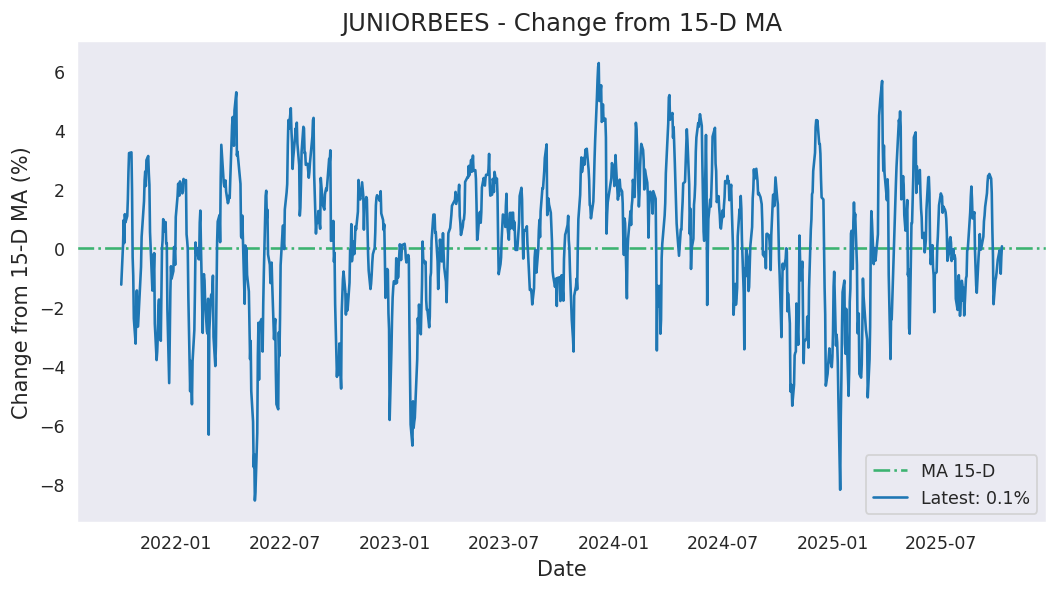 JUNIORBEES - Change from 15-D MA
Change from 15-D MA (%)
6
4
2
0
−2
−4
−6
−8
MA 15-D
Latest: 0.1%
2022-01 2022-07 2023-01 2023-07 2024-01 2024-07 2025-01 2025-07
Date